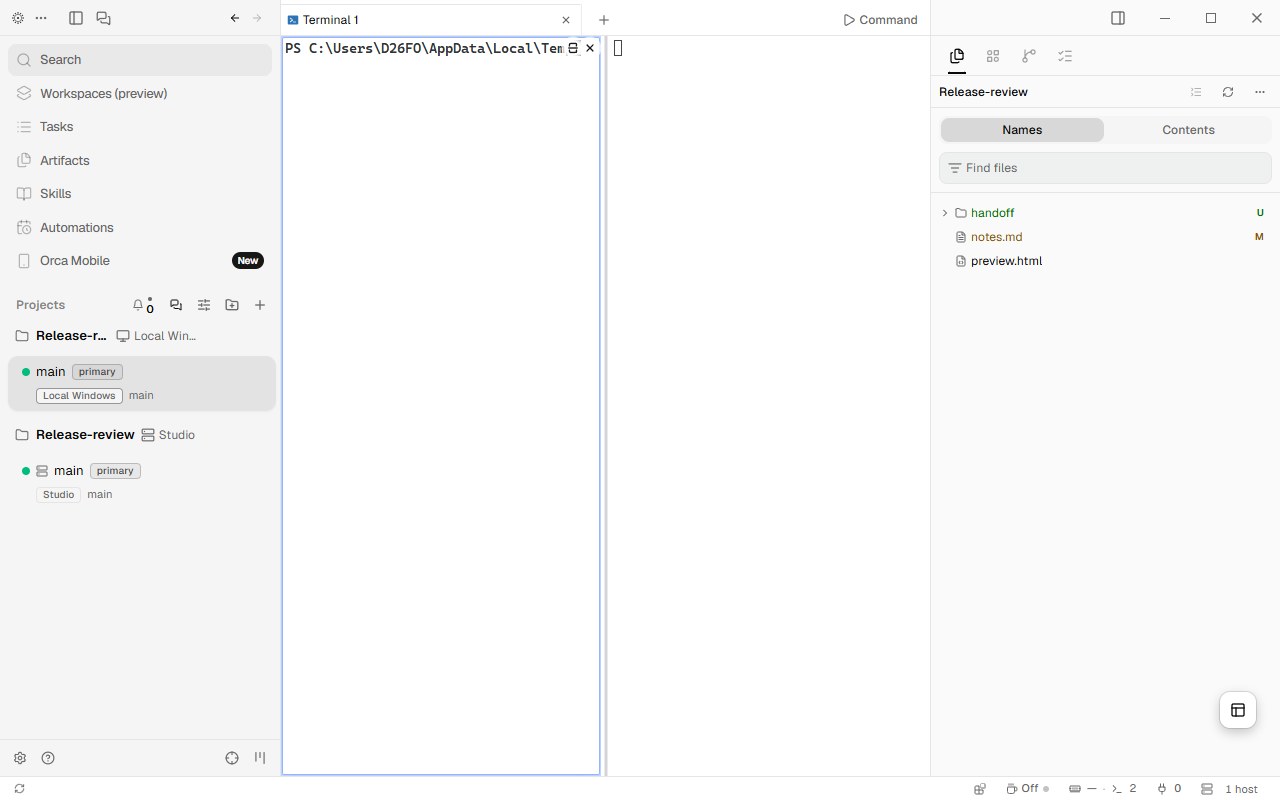 Terminal 1
Command
Search
Workspaces (preview)
Tasks
Artifacts
Skills
Automations
Orca Mobile
New
Projects
0
Release-r...
Local Win...
main
primary
Local Windows
main
Release-review
Studio
main
primary
Studio
main
PS C:\Users\D26FO\AppData\Local\Tem
Release-review
Names
Contents
Find files
handoff
U
notes.md
M
preview.html
Off
2
0
1 host